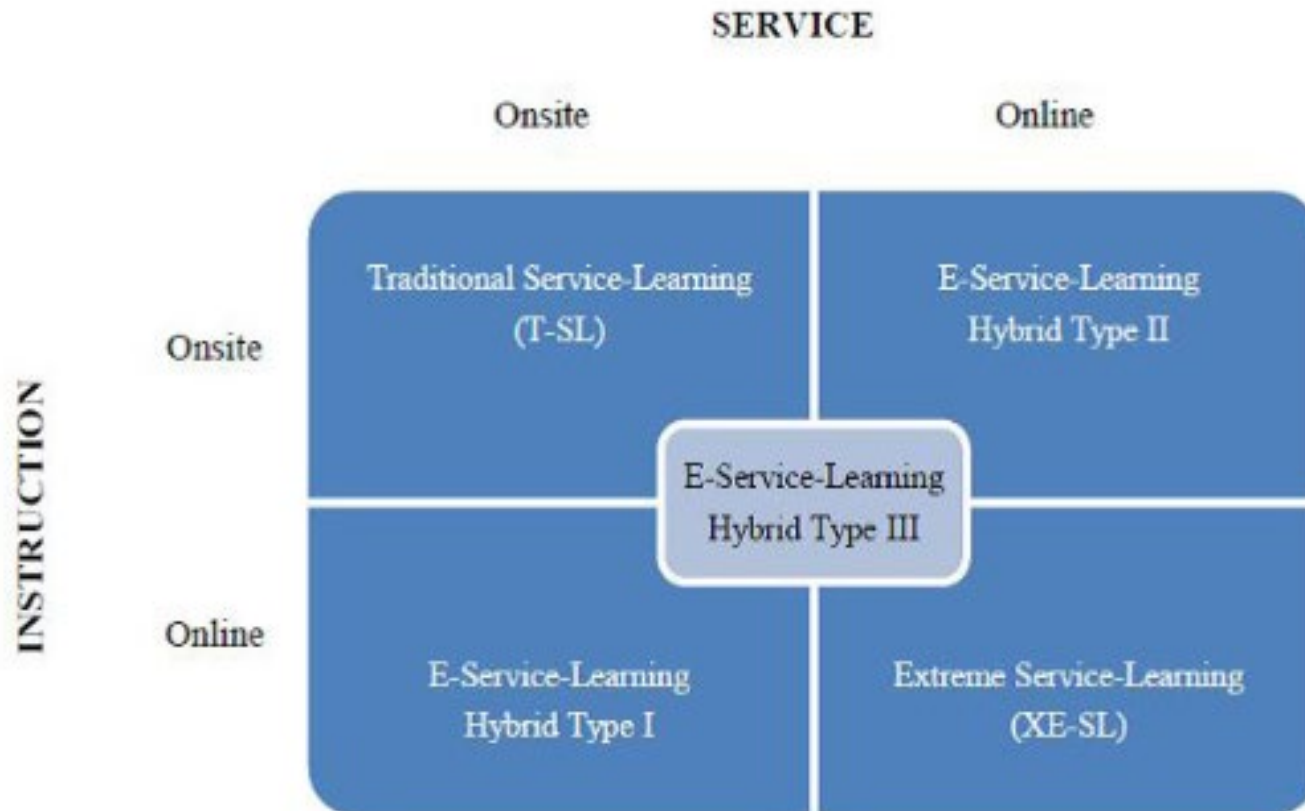 SERVICE
Onsite
Online
INSTRUCTION
Onsite
Traditional Service-Learning
(T-SL)
E-Service-Learning
Hybrid Type II
E-Service-Learning
Hybrid Type III
Online
E-Service-Learning
Hybrid Type I
Extreme Service-Learning
(XE-SL)